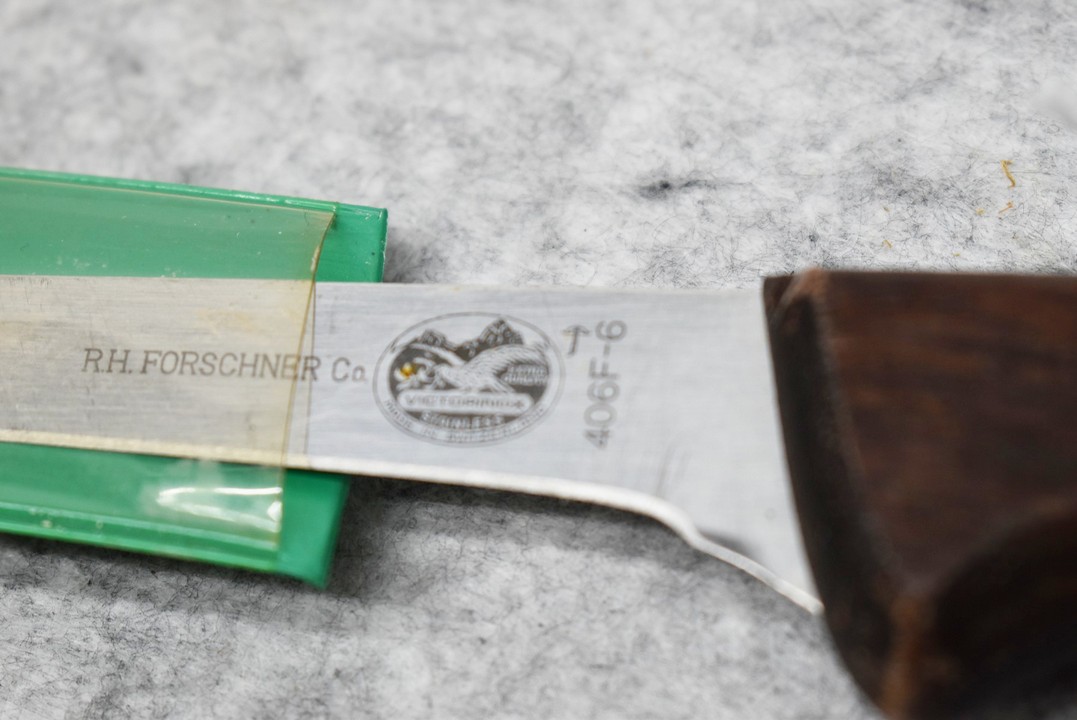 R.H. FORSCHNER Co.
VICTORINOX
STAINLESS
406F-6